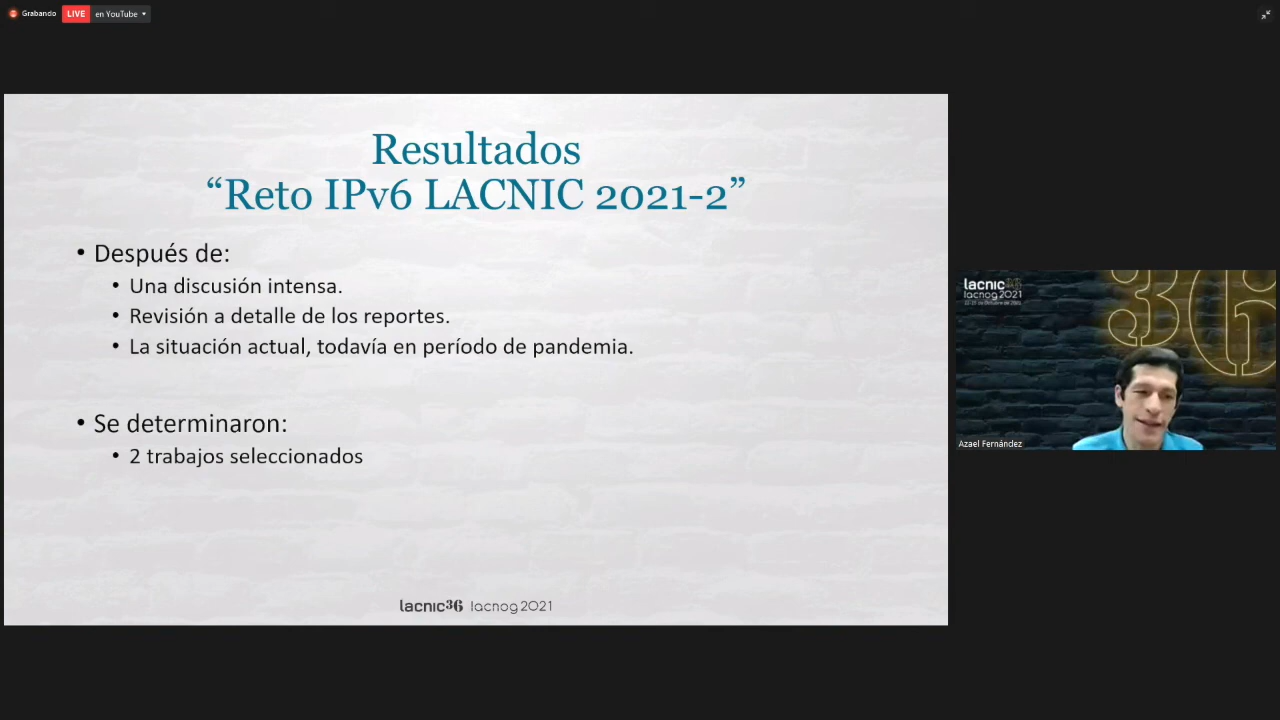 Grabando
LIVE
en YouTube
Resultados
“Reto IPv6 LACNIC 2021-2”
• Después de:
• Una discusión intensa.
• Revisión a detalle de los reportes.
• La situación actual, todavía en período de pandemia.
• Se determinaron:
• 2 trabajos seleccionados
lacnic36 lacnog2021
lacnic36
lacnog2021
36
Azael Fernández